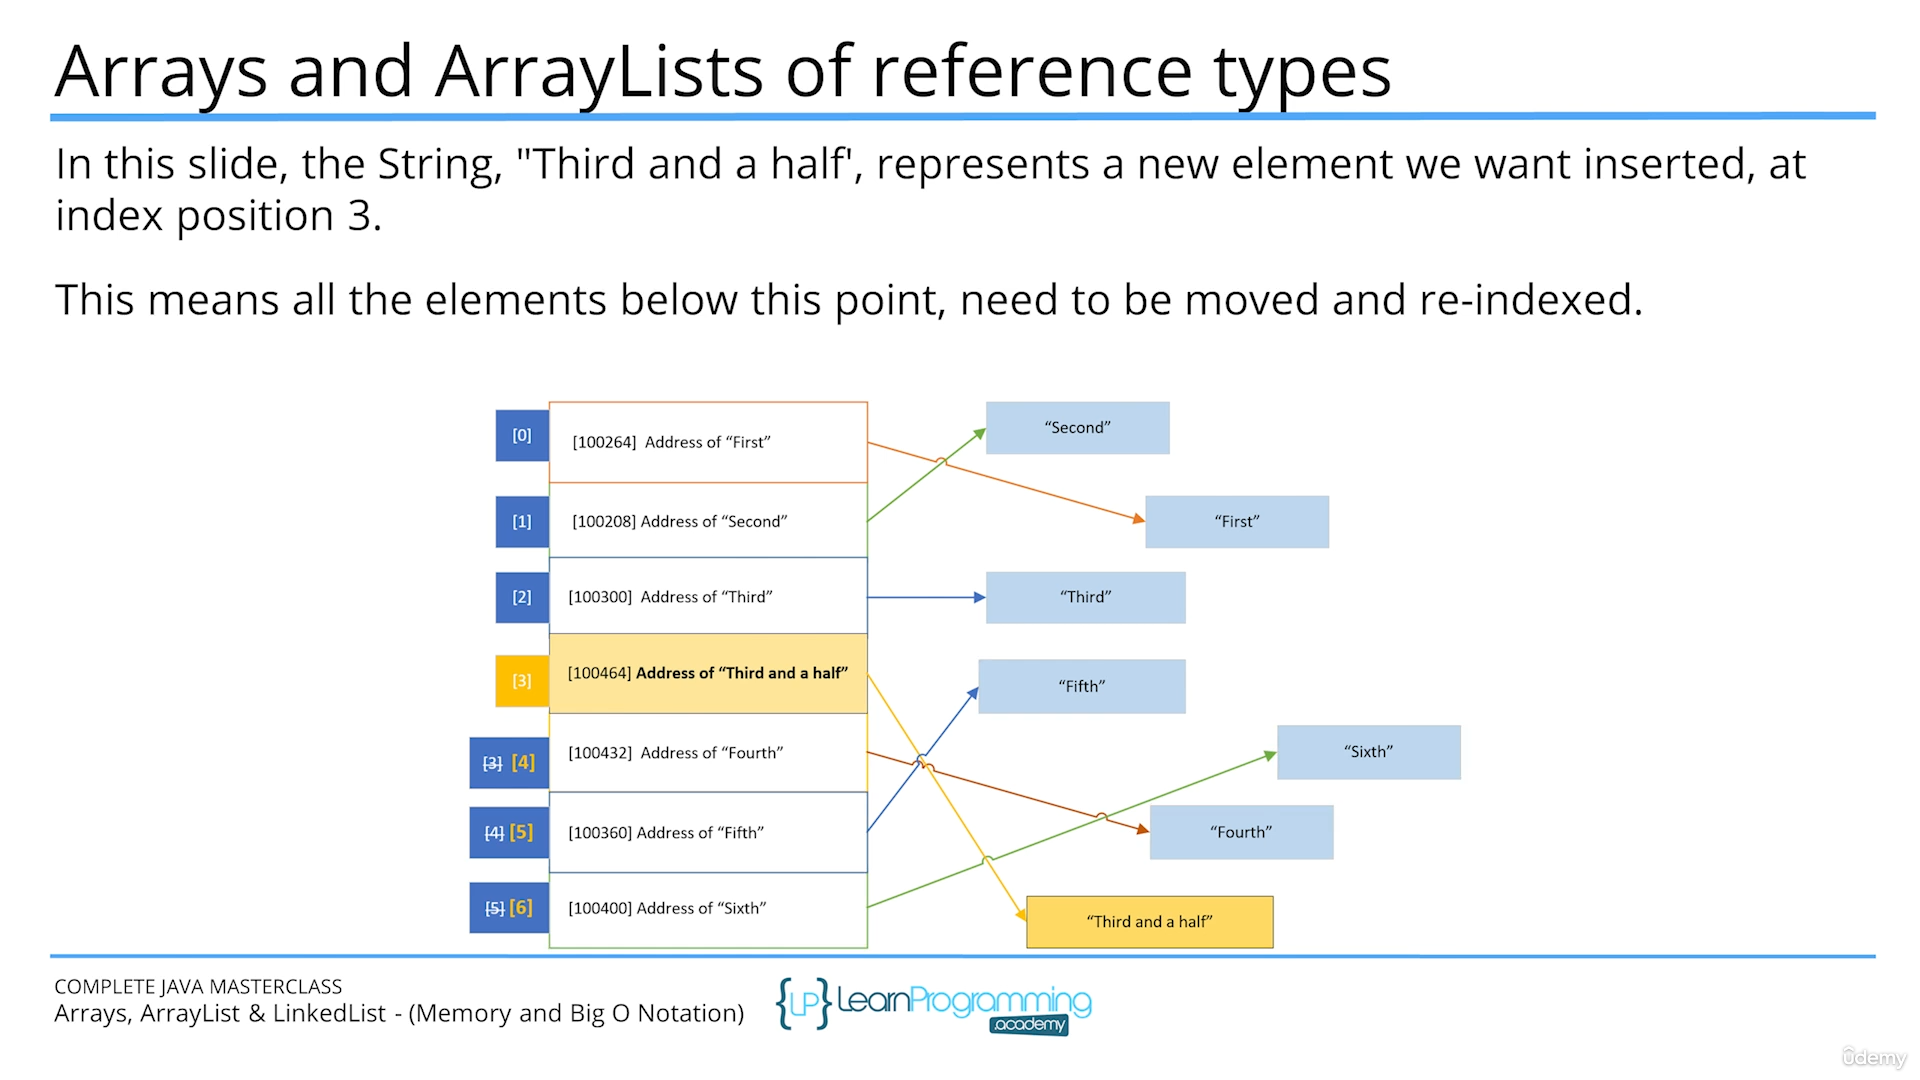 Arrays and ArrayLists of reference types
In this slide, the String, "Third and a half', represents a new element we want inserted, at
index position 3.
This means all the elements below this point, need to be moved and re-indexed.
[0] [100264] Address of “First” “Second”
[1] [100208] Address of “Second” “First”
[2] [100300] Address of “Third” “Third”
[3] [100464] Address of “Third and a half” “Fifth”
[3] [4] [100432] Address of “Fourth” “Sixth”
[4] [5] [100360] Address of “Fifth” “Fourth”
[5] [6] [100400] Address of “Sixth” “Third and a half”
COMPLETE JAVA MASTERCLASS
Arrays, ArrayList & LinkedList - (Memory and Big O Notation)
{LP} LearnProgramming
.academy
ûdemy